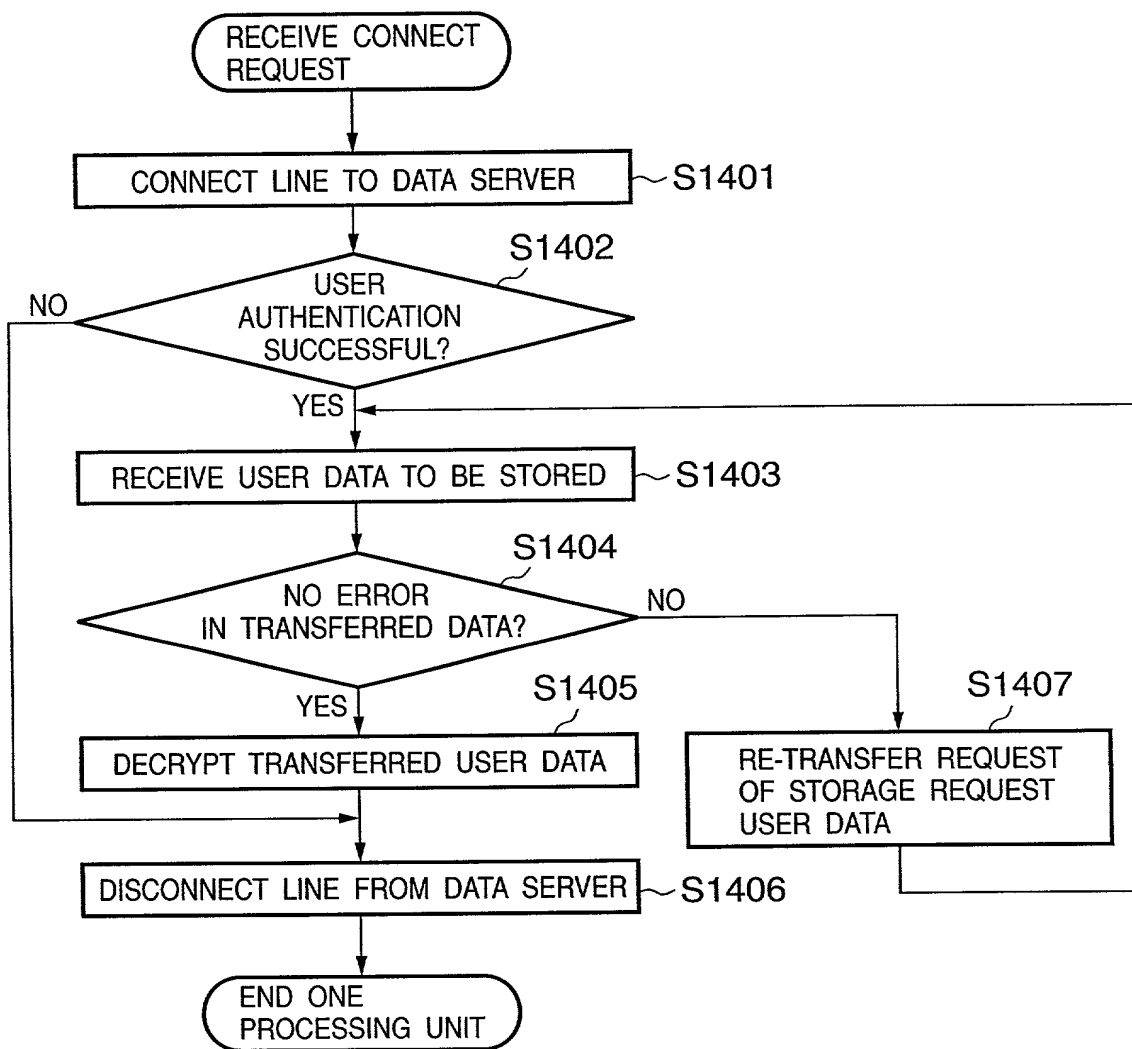 RECEIVE CONNECT
REQUEST
CONNECT LINE TO DATA SERVER
S1401
S1402
USER
AUTHENTICATION
SUCCESSFUL?
NO
YES
RECEIVE USER DATA TO BE STORED
S1403
S1404
NO ERROR
IN TRANSFERRED DATA?
NO
YES
S1405
DECRYPT TRANSFERRED USER DATA
S1407
RE-TRANSFER REQUEST
OF STORAGE REQUEST
USER DATA
DISCONNECT LINE FROM DATA SERVER
S1406
END ONE
PROCESSING UNIT